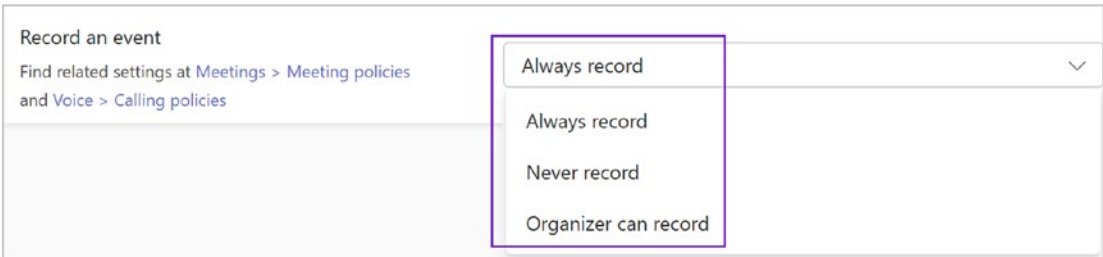 Record an event
Find related settings at Meetings > Meeting policies
and Voice > Calling policies
Always record
Always record
Never record
Organizer can record